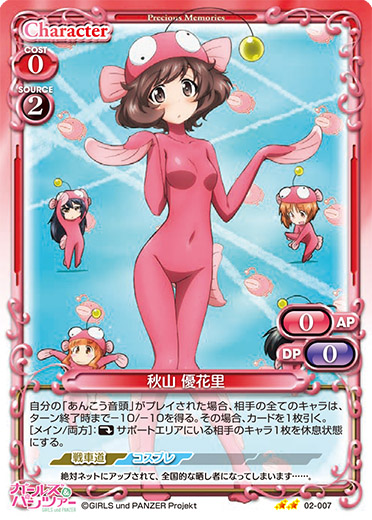 Precious Memories
Character
COST
0
SOURCE
2
0 AP
DP 0
秋山 優花里
自分の「あんこう音頭」がプレイされた場合、相手の全てのキャラは、
ターン終了時まで−10/−10を得る。その場合、カードを1枚引く。
[メイン/両方]: サポートエリアにいる相手のキャラ1枚を休息状態
にする。
戦車道 コスプレ
絶対ネットにアップされて、全国的な晒し者になってしまいます……。
ガールズ&パンツァー
GIRLS und PANZER
©GIRLS und PANZER Projekt 02-007